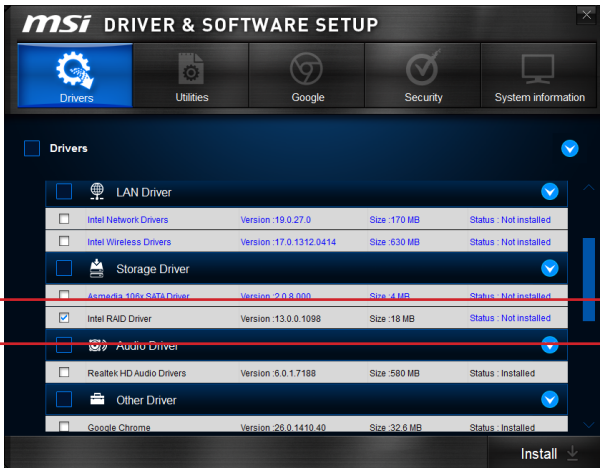 msi DRIVER & SOFTWARE SETUP
Drivers Utilities Google Security System information
Drivers
LAN Driver
Intel Network Drivers Version :19.0.27.0 Size :170 MB Status : Not installed
Intel Wireless Drivers Version :17.0.1312.0414 Size :630 MB Status : Not installed
Storage Driver
Asmedia 106x SATA Driver Version :2.0.8.000 Size :4 MB Status : Not installed
Intel RAID Driver Version :13.0.0.1098 Size :18 MB Status : Not installed
Audio Driver
Realtek HD Audio Drivers Version :6.0.1.7188 Size :580 MB Status : Installed
Other Driver
Google Chrome Version :26.0.1410.40 Size :32.6 MB Status : Installed
Install